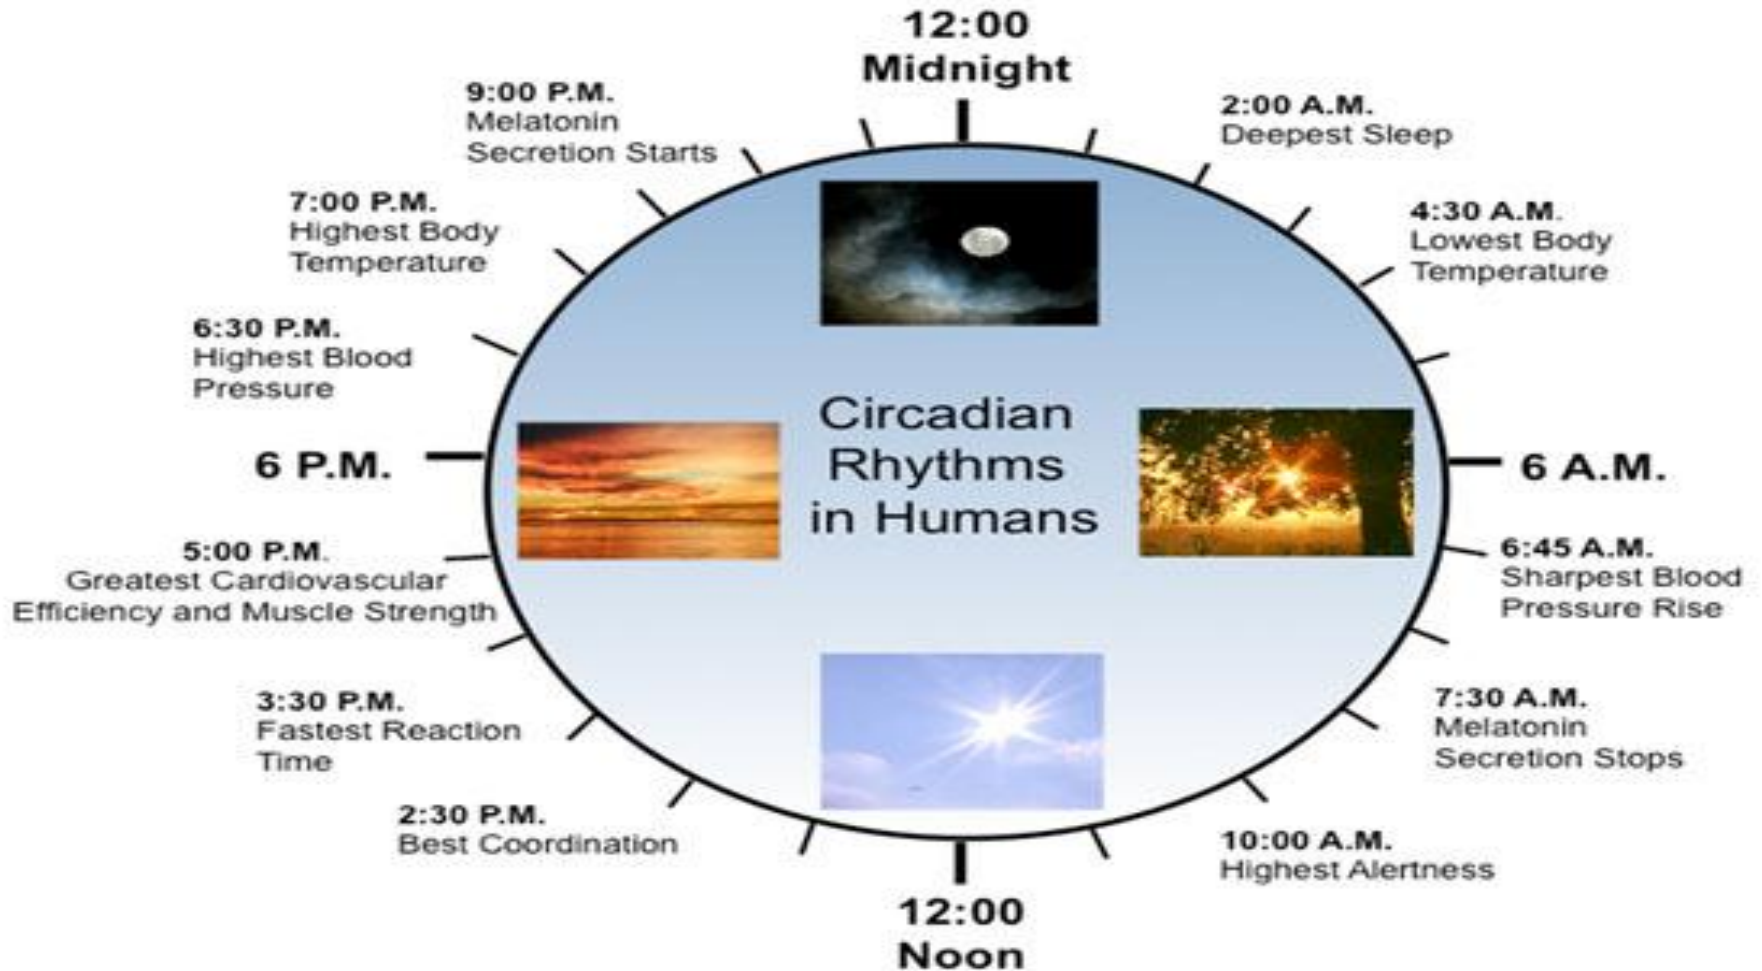 12:00
Midnight
2:00 A.M.
Deepest Sleep
4:30 A.M.
Lowest Body
Temperature
6 A.M.
6:45 A.M.
Sharpest Blood
Pressure Rise
7:30 A.M.
Melatonin
Secretion Stops
10:00 A.M.
Highest Alertness
12:00
Noon
2:30 P.M.
Best Coordination
3:30 P.M.
Fastest Reaction
Time
5:00 P.M.
Greatest Cardiovascular
Efficiency and Muscle Strength
6 P.M.
6:30 P.M.
Highest Blood
Pressure
7:00 P.M.
Highest Body
Temperature
9:00 P.M.
Melatonin
Secretion Starts
Circadian
Rhythms
in Humans